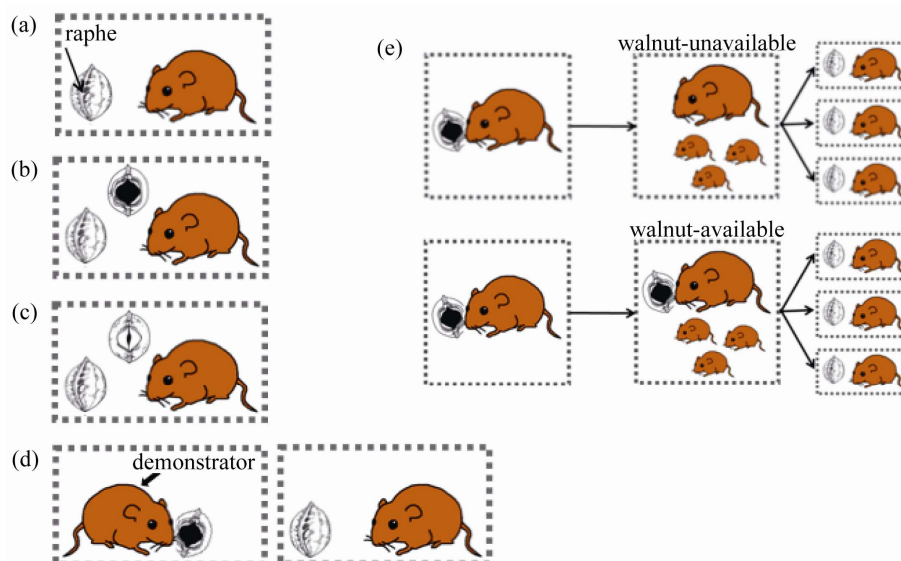 (a)
raphe
(b)
(c)
(d)
demonstrator
(e)
walnut-unavailable
walnut-available